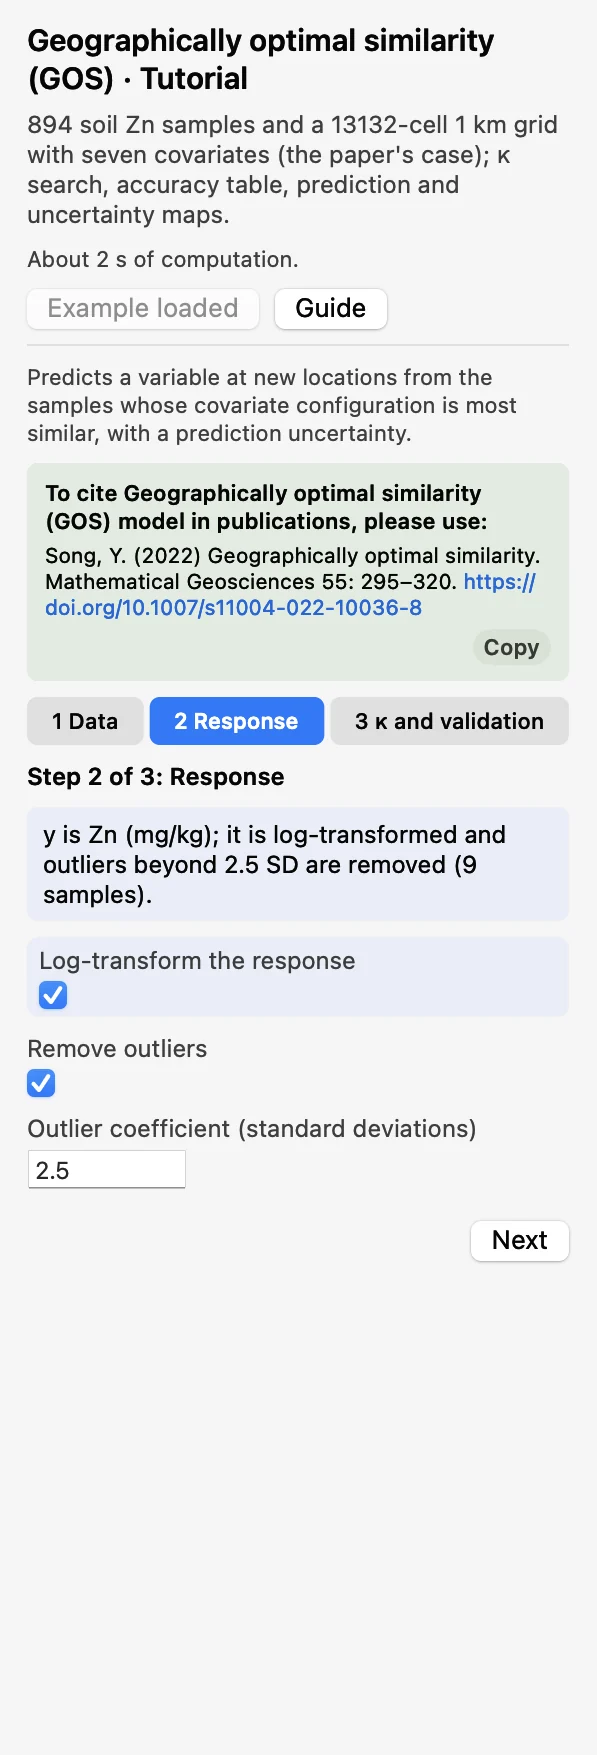 Geographically optimal similarity
(GOS) · Tutorial
894 soil Zn samples and a 13132-cell 1 km grid
with seven covariates (the paper's case); κ
search, accuracy table, prediction and
uncertainty maps.
About 2 s of computation.
Example loaded
Guide
Predicts a variable at new locations from the
samples whose covariate configuration is most
similar, with a prediction uncertainty.
To cite Geographically optimal similarity
(GOS) model in publications, please use:
Song, Y. (2022) Geographically optimal similarity.
Mathematical Geosciences 55: 295–320. https://
doi.org/10.1007/s11004-022-10036-8
Copy
1 Data
2 Response
3 κ and validation
Step 2 of 3: Response
y is Zn (mg/kg); it is log-transformed and
outliers beyond 2.5 SD are removed (9
samples).
Log-transform the response
Remove outliers
Outlier coefficient (standard deviations)
2.5
Next